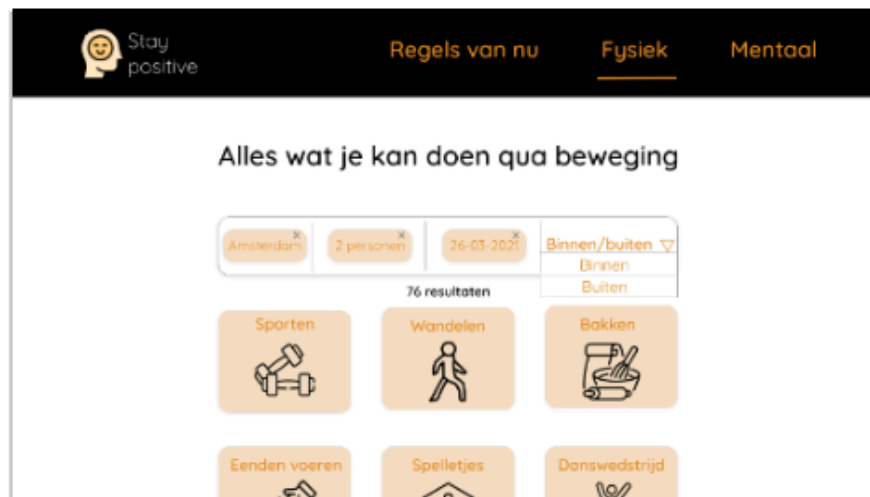 Stay
positive
Regels van nu Fysiek Mentaal
Alles wat je kan doen qua beweging
Amsterdam × 2 personen × 26-03-2021 × Binnen/buiten ▽
Binnen
Buiten
76 resultaten
Sporten Wandelen Bakken
Eenden voeren Spelletjes Danswedstrijd